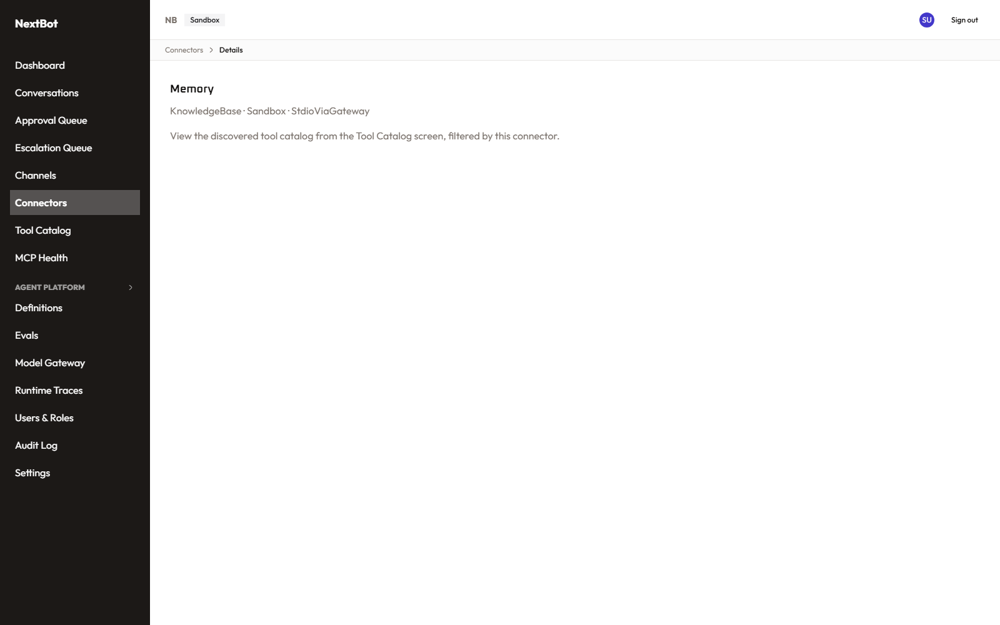 NextBot
Dashboard
Conversations
Approval Queue
Escalation Queue
Channels
Connectors
Tool Catalog
MCP Health
AGENT PLATFORM
Definitions
Evals
Model Gateway
Runtime Traces
Users & Roles
Audit Log
Settings
NB Sandbox
SU Sign out
Connectors > Details
Memory
KnowledgeBase · Sandbox · StdioViaGateway
View the discovered tool catalog from the Tool Catalog screen, filtered by this connector.